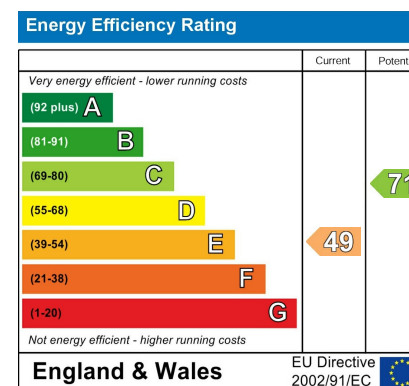 Energy Efficiency Rating
Current
Potent
Very energy efficient - lower running costs
(92 plus) A
(81-91) B
(69-80) C
71
(55-68) D
(39-54) E
49
(21-38) F
(1-20) G
Not energy efficient - higher running costs
England & Wales
EU Directive
2002/91/EC